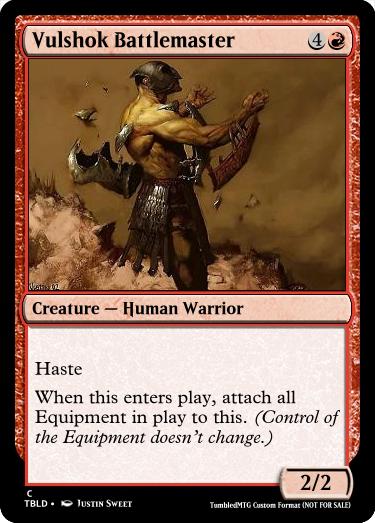 Vulshok Battlemaster 4
Creature — Human Warrior
Haste
When this enters play, attach all
Equipment in play to this. (Control of
the Equipment doesn't change.)
2/2
C
TBLD • Justin Sweet
TumbledMTG Custom Format (NOT FOR SALE)